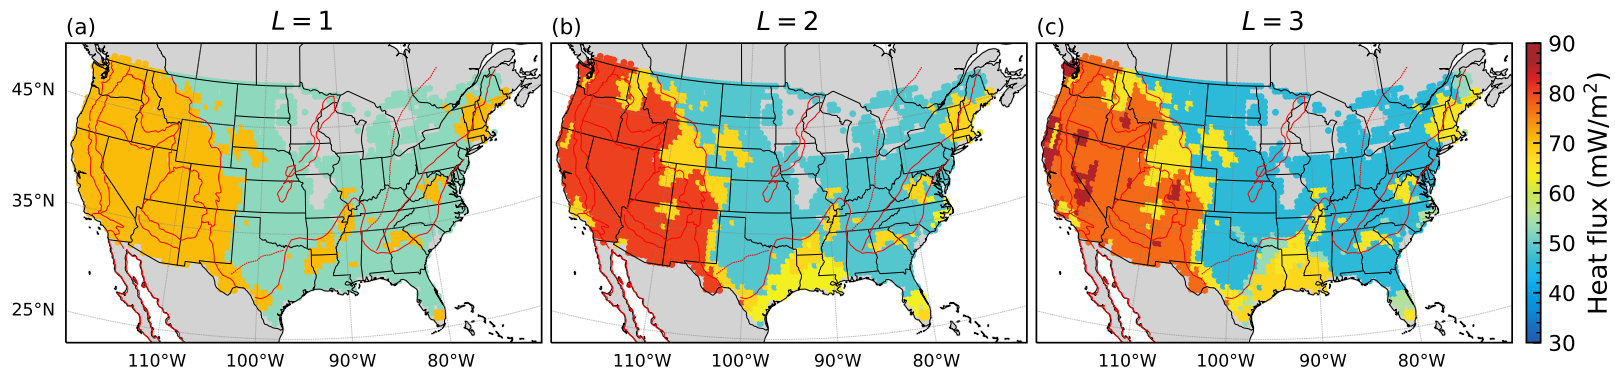 (a) L = 1
(b) L = 2
(c) L = 3
45°N
35°N
25°N
110°W 100°W 90°W 80°W
110°W 100°W 90°W 80°W
110°W 100°W 90°W 80°W
90
80
70
60
50
40
30
Heat flux (mW/m²)